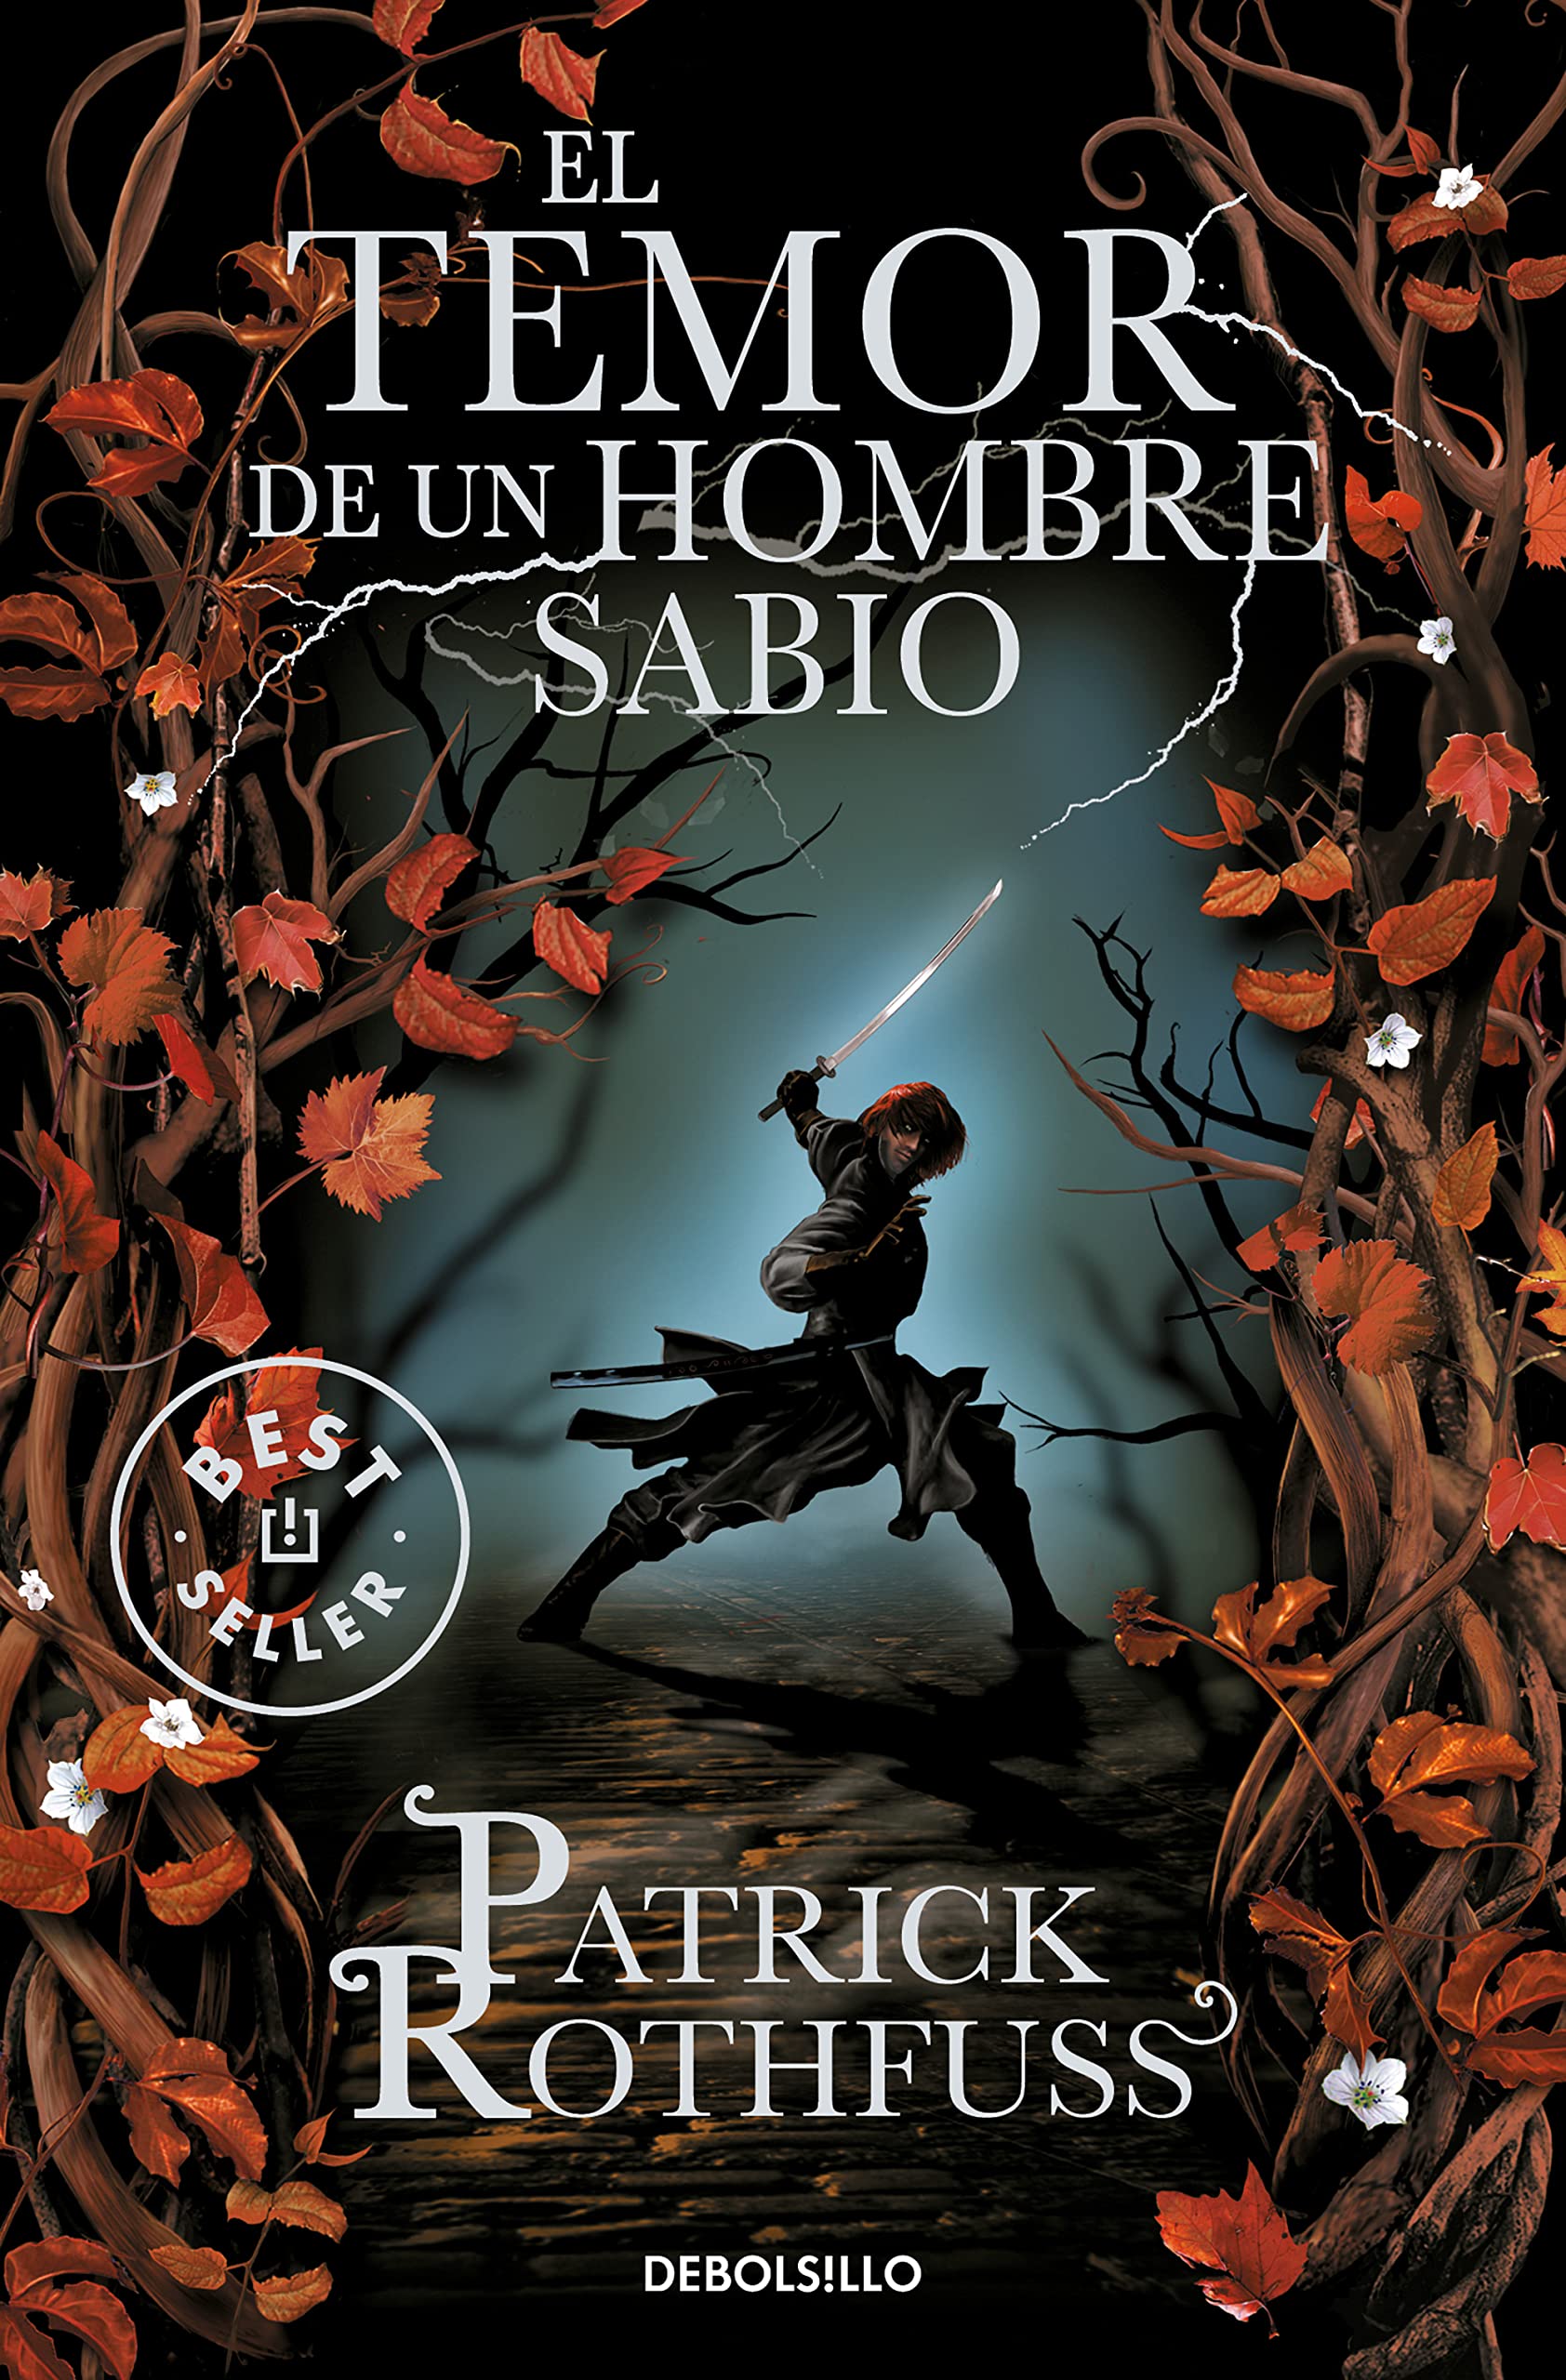 EL
TEMOR
DE UN HOMBRE
SABIO
BEST
SELLER
PATRICK
ROTHFUSS
DEBOLS!LLO